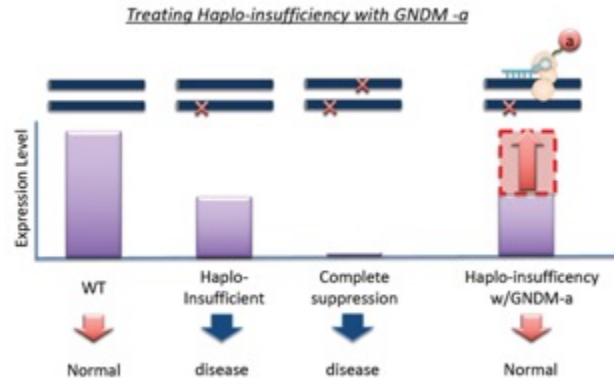 Treating Haplo-insufficiency with GNDM -a
a
Expression Level
WT
Haplo-
Insufficient
Complete
suppression
Haplo-insufficency
w/GNDM-a
Normal
disease
disease
Normal